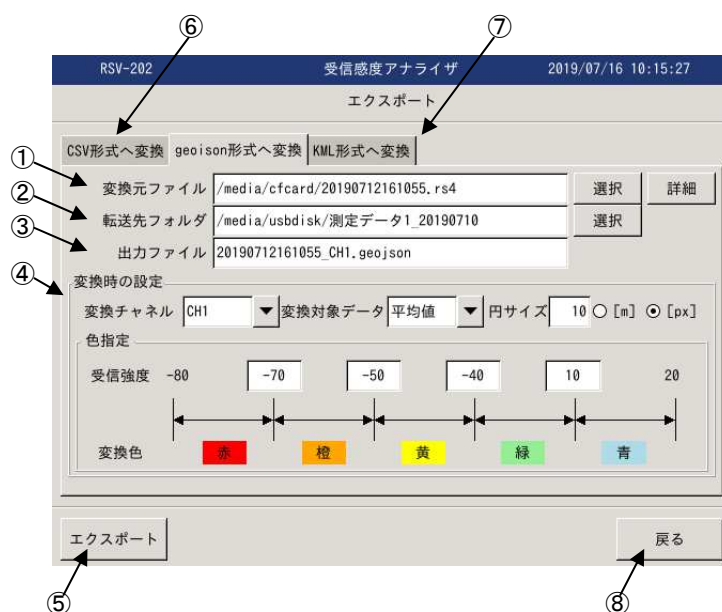 ⑥ ⑦
RSV-202 受信感度アナライザ 2019/07/16 10:15:27
エクスポート
CSV形式へ変換 geoison形式へ変換 KML形式へ変換
① 変換元ファイル /media/cfcard/20190712161055.rs4 選択 詳細
② 転送先フォルダ /media/usbdisk/測定データ1_20190710 選択
③ 出力ファイル 20190712161055_CH1.geojson
④ 変換時の設定
変換チャネル CH1 変換対象データ 平均値 円サイズ 10 [m] [px]
色指定
受信強度 -80 -70 -50 -40 10 20
変換色 赤 橙 黄 緑 青
エクスポート 戻る
⑤ ⑧